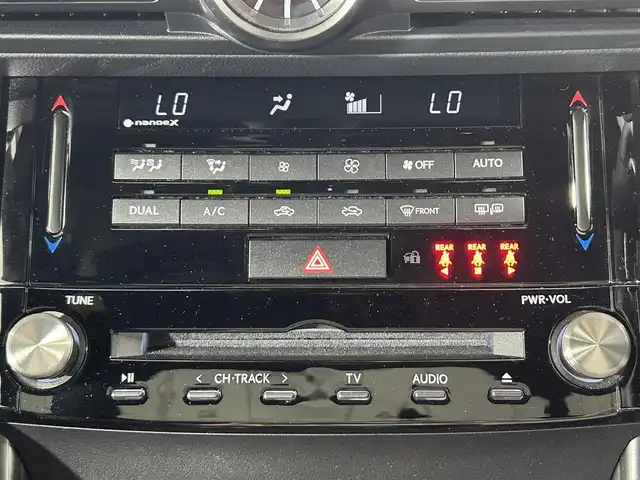 LO LO
nanoeX
OFF AUTO
DUAL A/C FRONT
REAR REAR REAR
TUNE PWR·VOL
< CH·TRACK > TV AUDIO